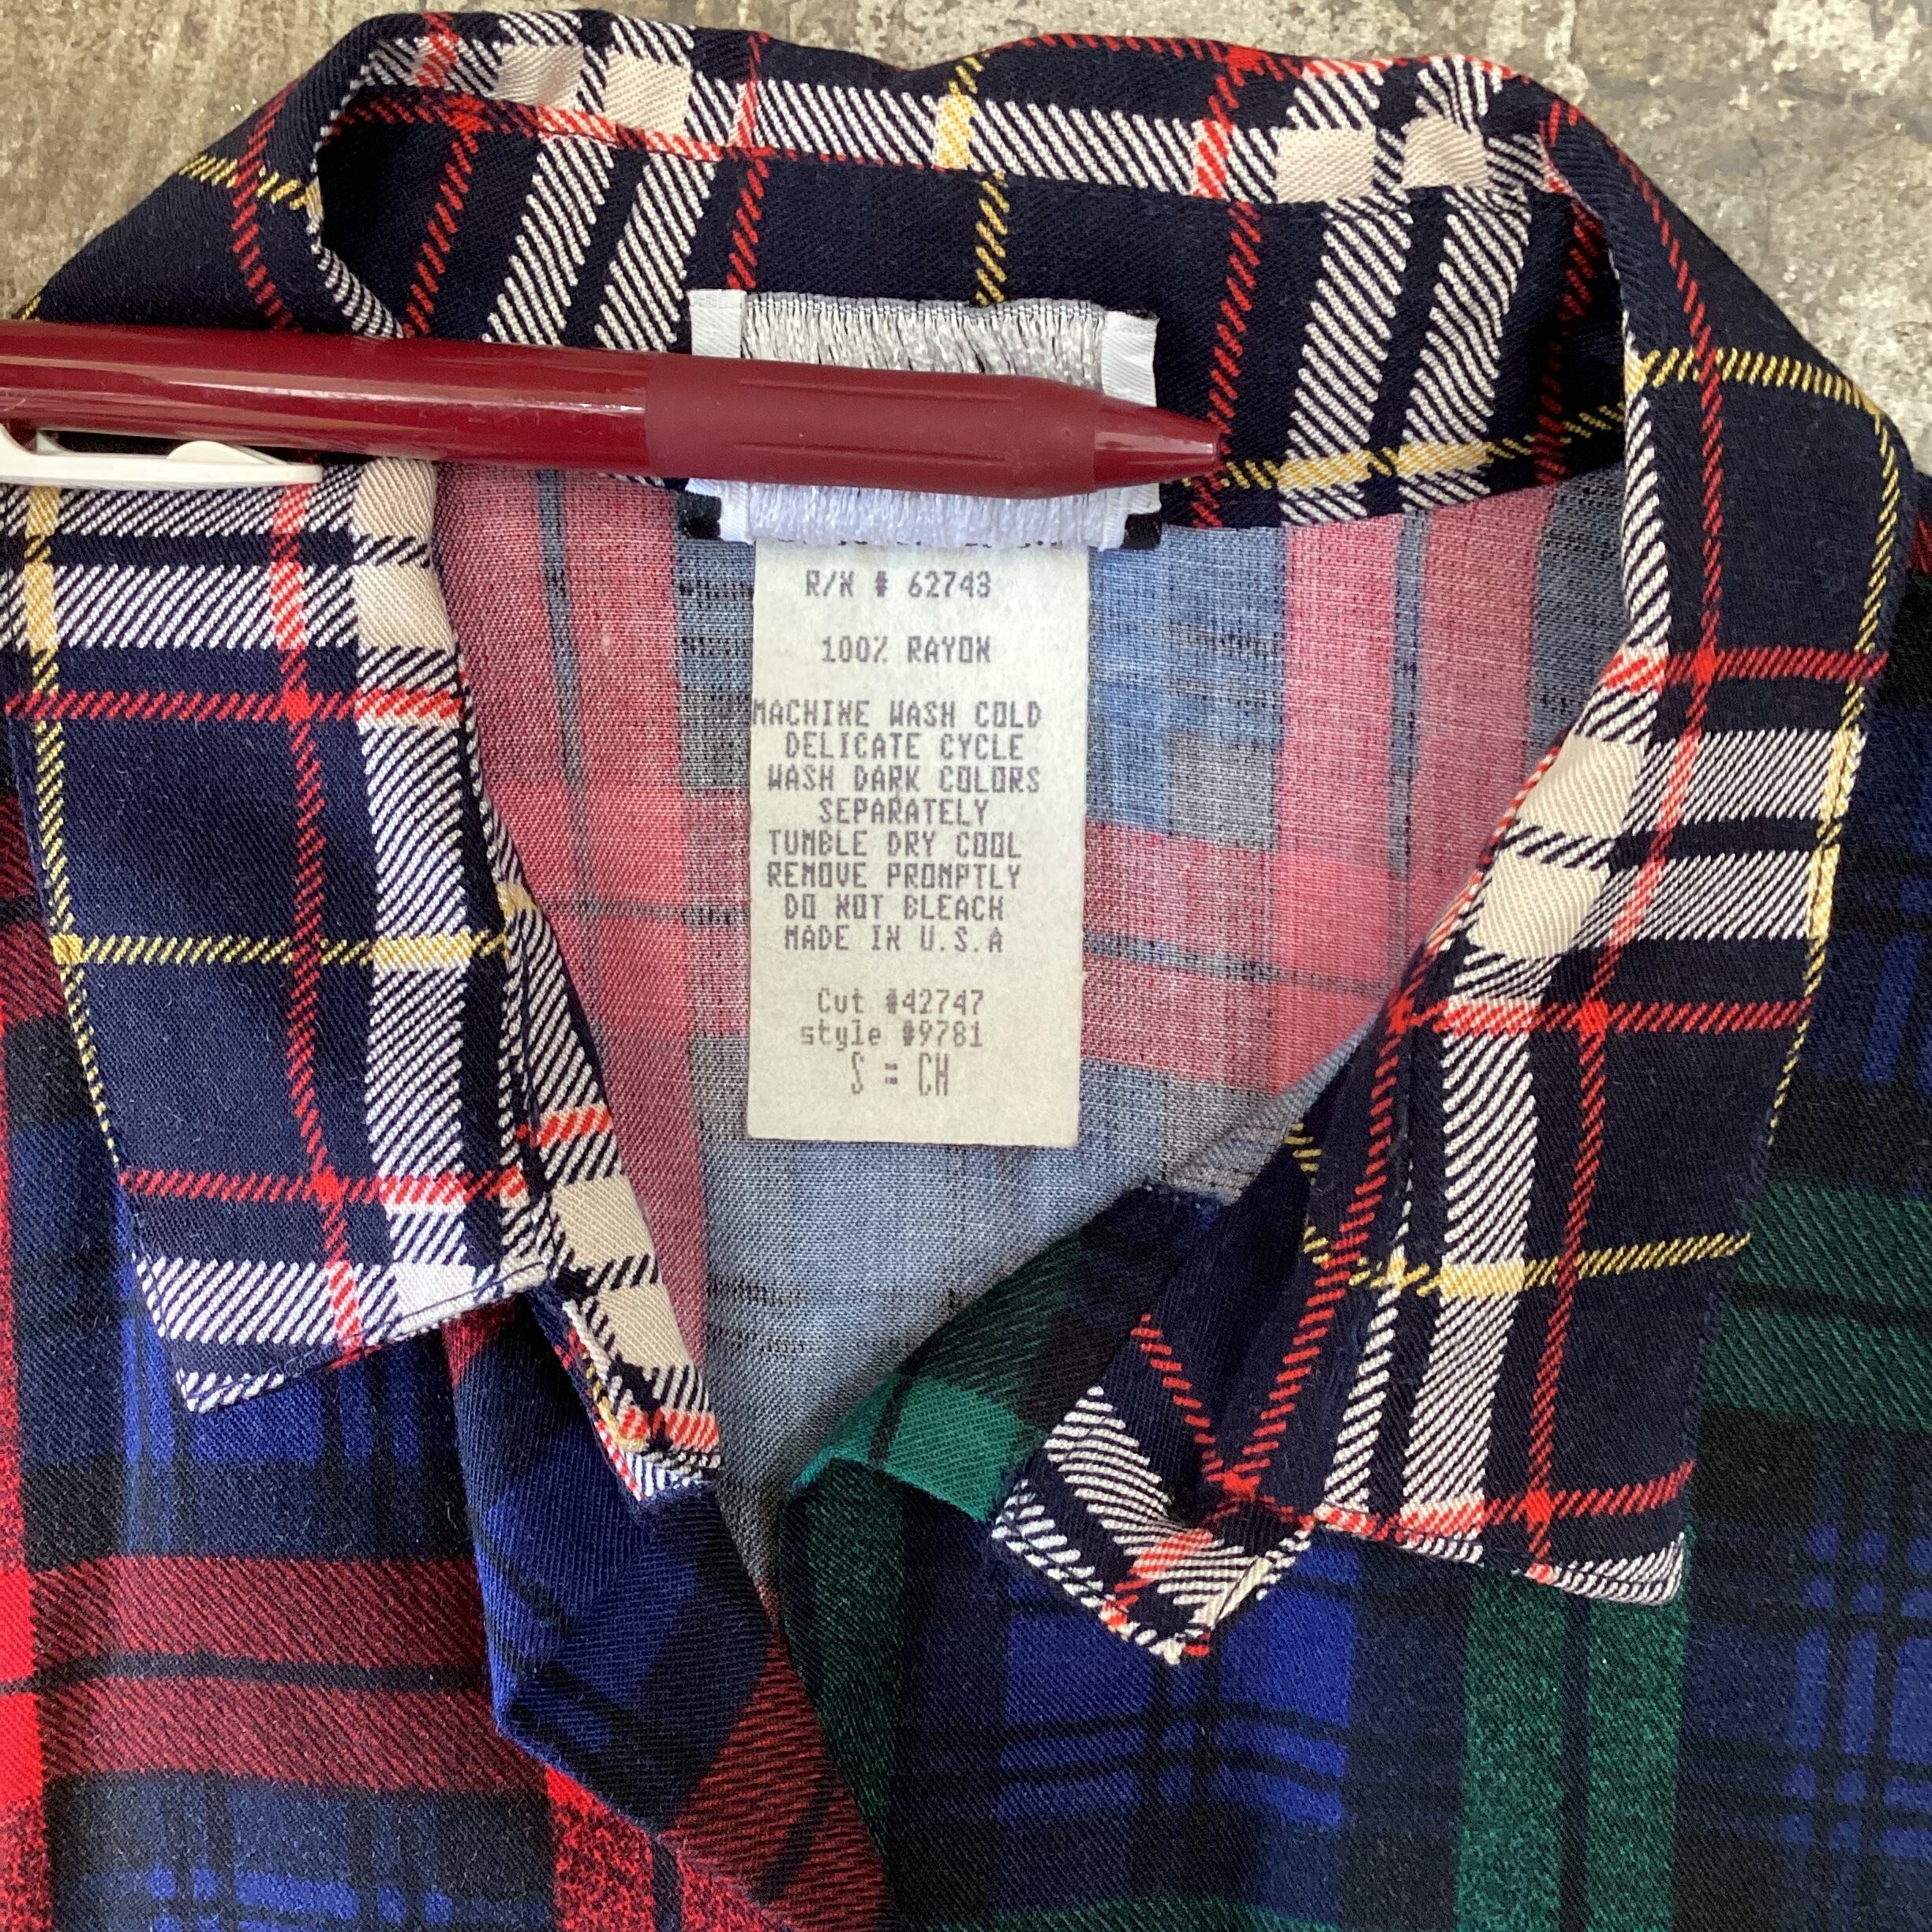 R/N # 62743
100% RAYON
MACHINE WASH COLD
DELICATE CYCLE
WASH DARK COLORS
SEPARATELY
TUMBLE DRY COOL
REMOVE PROMPTLY
DO NOT BLEACH
MADE IN U.S.A
Cut #42747
style #9781
S = CH